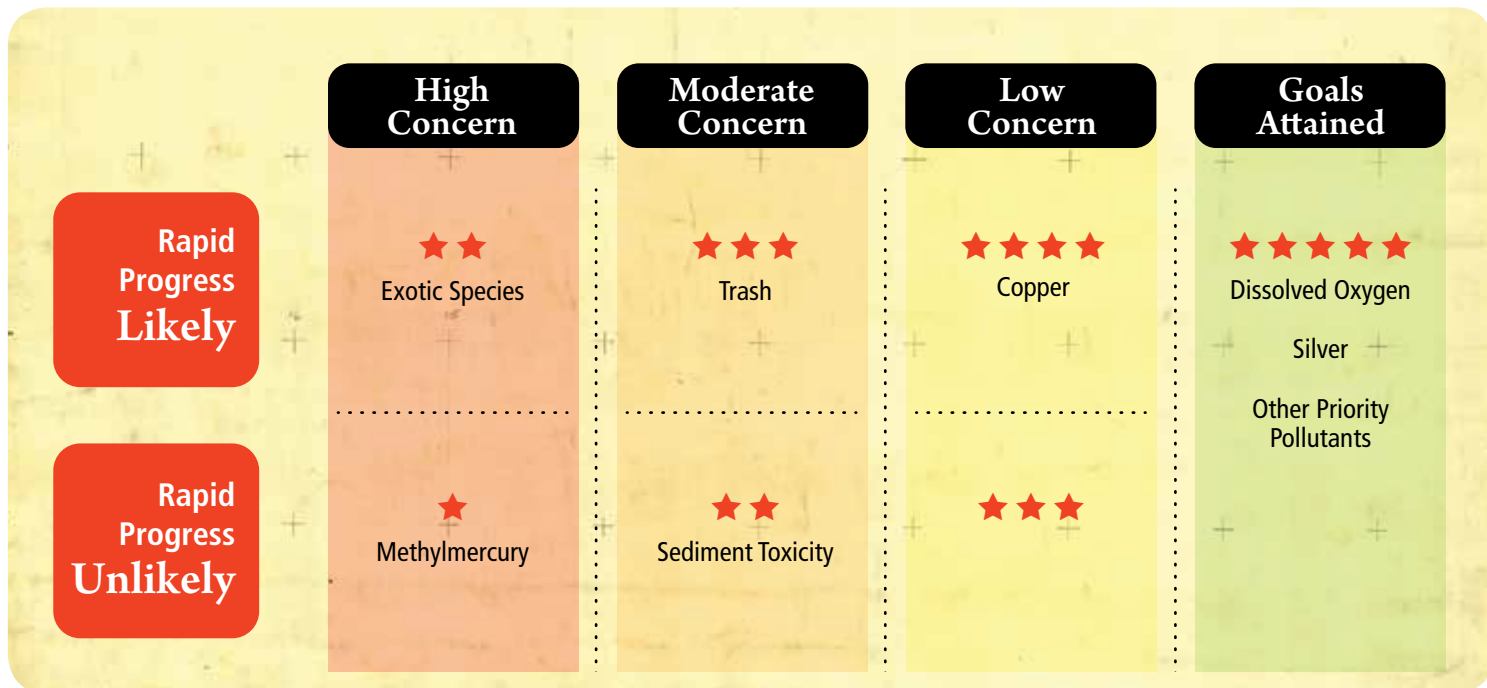 High
Concern
Moderate
Concern
Low
Concern
Goals
Attained
Rapid
Progress
Likely
Exotic Species
Trash
Copper
Dissolved Oxygen
Silver
Other Priority
Pollutants
Rapid
Progress
Unlikely
Methylmercury
Sediment Toxicity